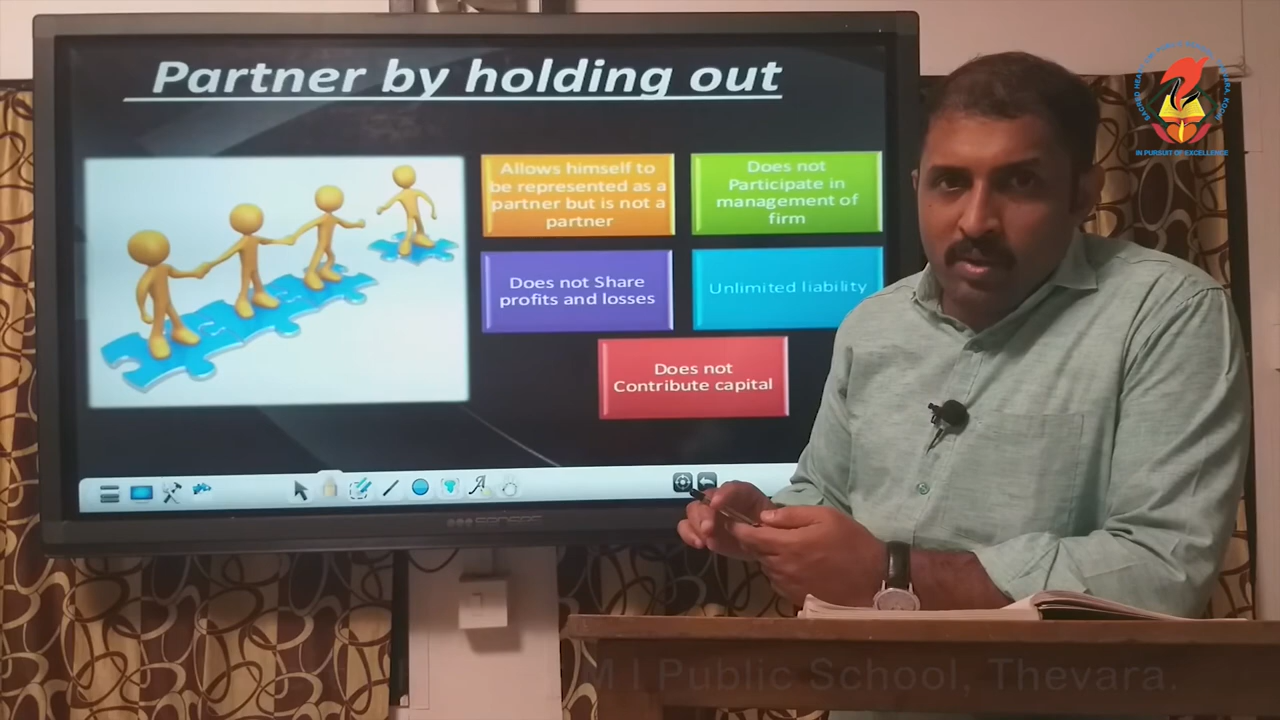 Partner by holding out
Allows himself to
be represented as a
partner but is not a
partner
Does not
Participate in
management of
firm
Does not Share
profits and losses
Unlimited liability
Does not
Contribute capital
IN PURSUIT OF EXCELLENCE
M I Public School, Thevara.